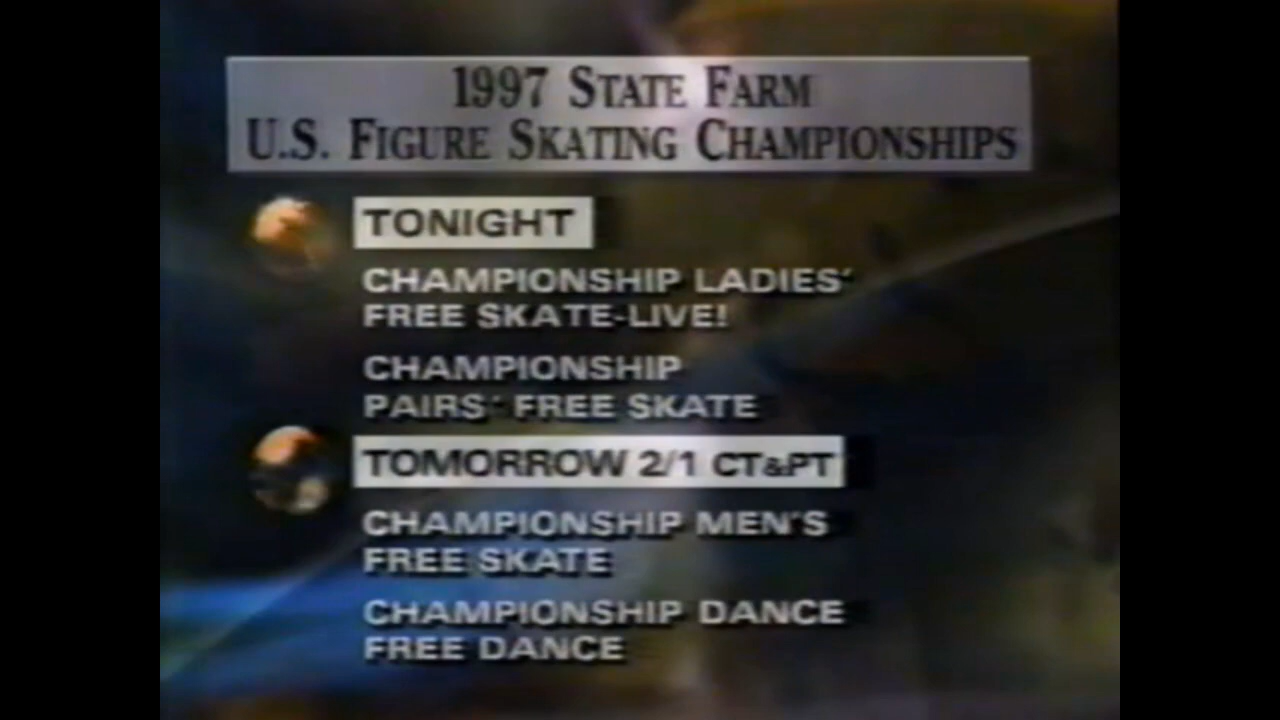 1997 STATE FARM
U.S. FIGURE SKATING CHAMPIONSHIPS
TONIGHT
CHAMPIONSHIP LADIES'
FREE SKATE-LIVE!
CHAMPIONSHIP
PAIRS' FREE SKATE
TOMORROW 2/1 CT&PT
CHAMPIONSHIP MEN'S
FREE SKATE
CHAMPIONSHIP DANCE
FREE DANCE